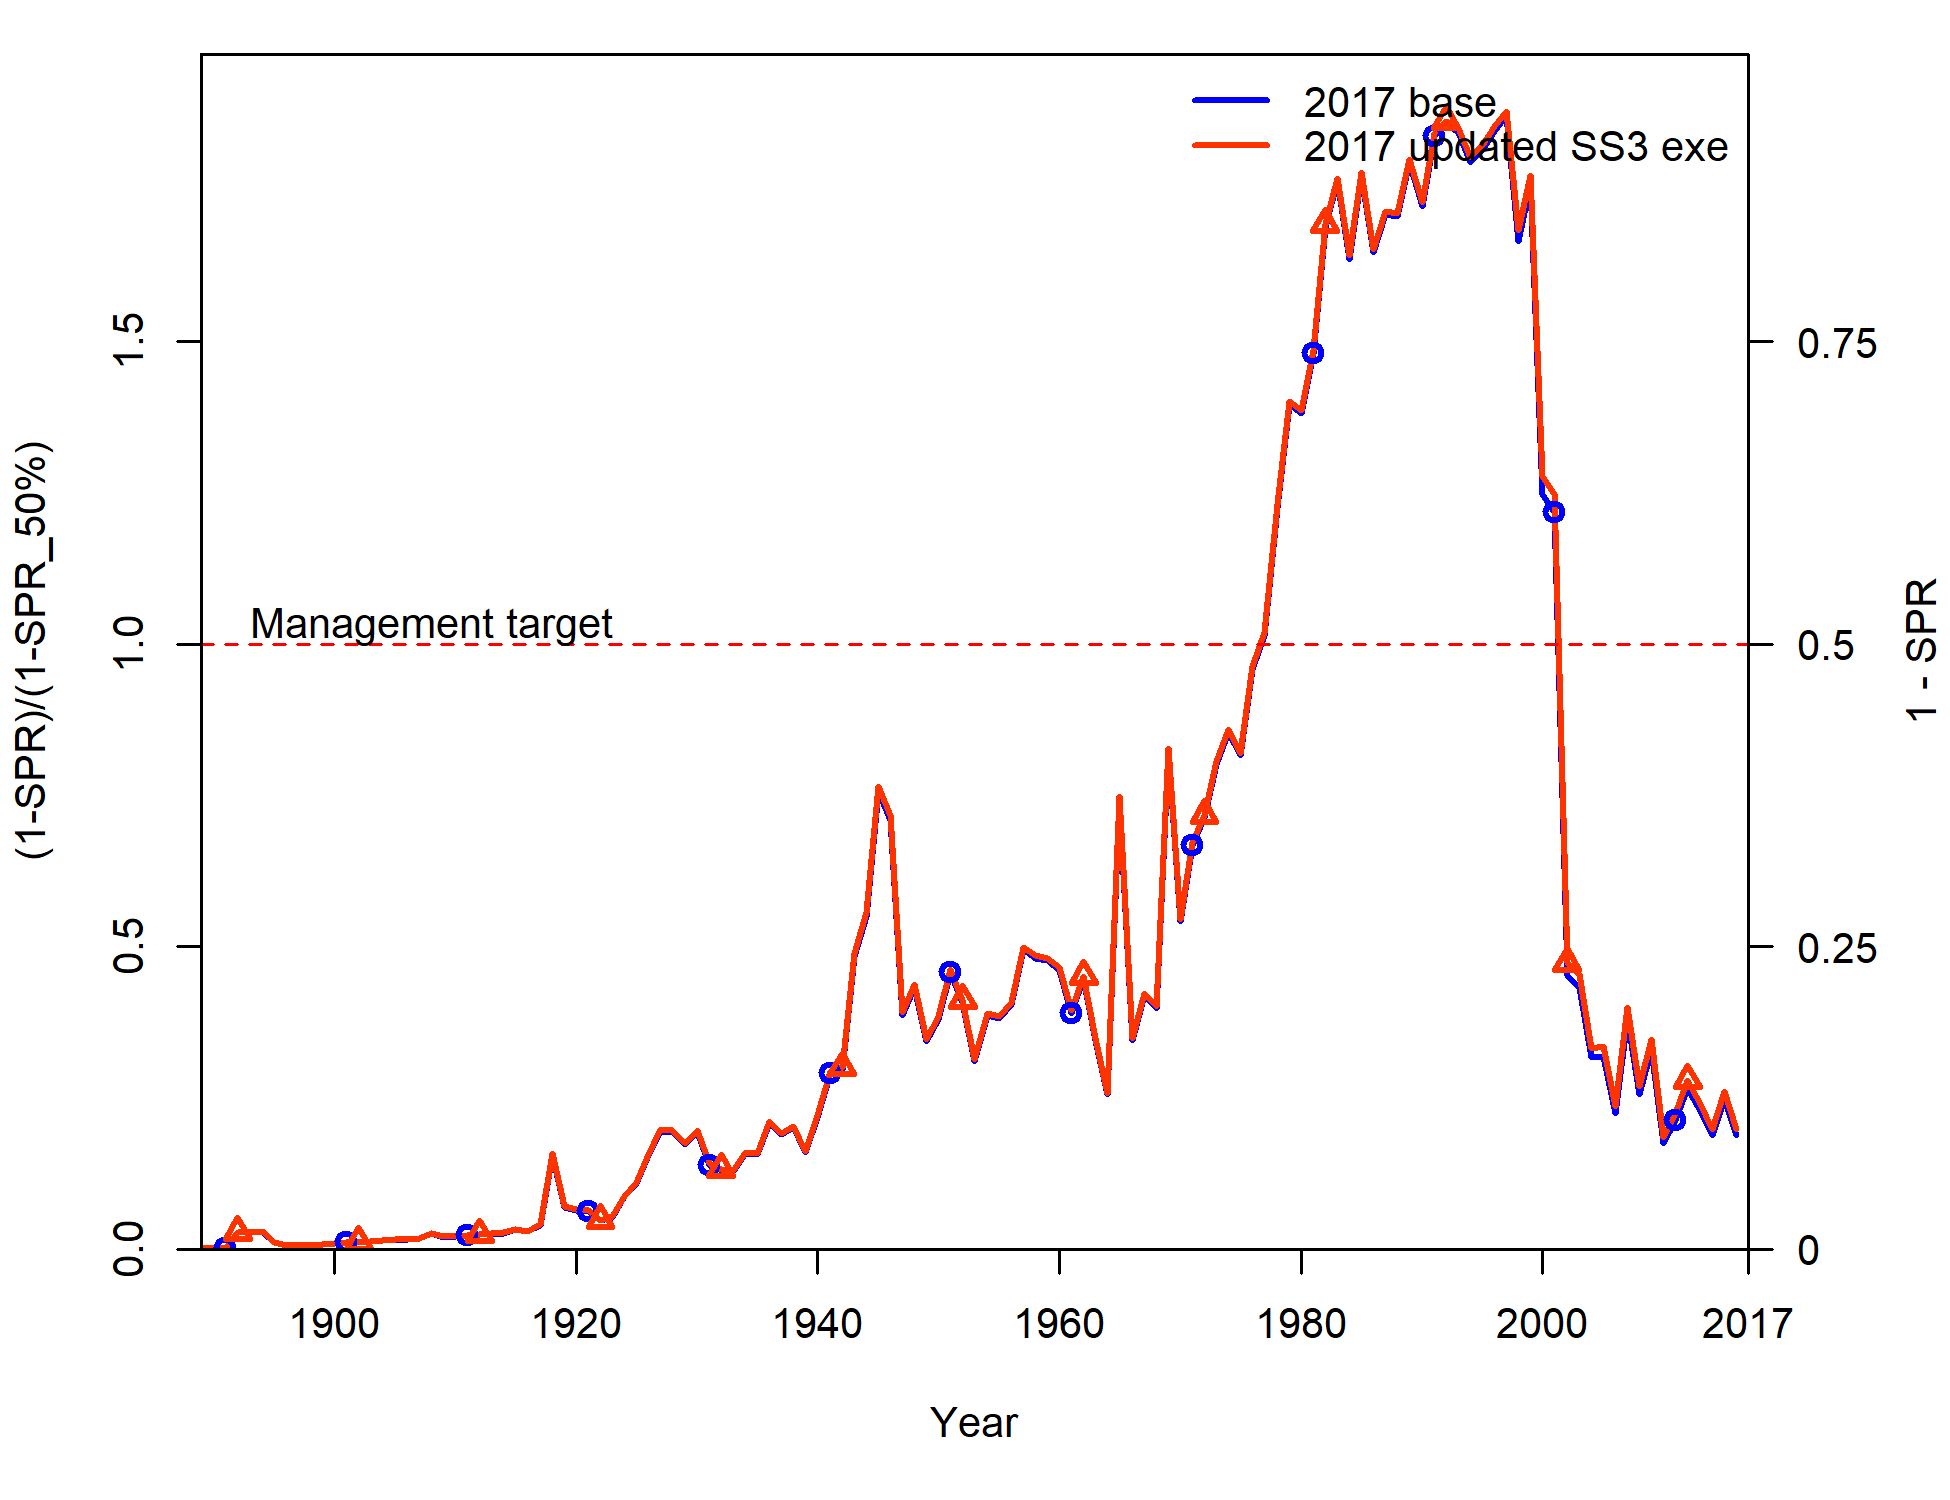 2017 base
2017 updated SS3 exe
Management target
(1-SPR)/(1-SPR_50%)
0.0
0.5
1.0
1.5
1 - SPR
0
0.25
0.5
0.75
1900
1920
1940
1960
1980
2000
2017
Year